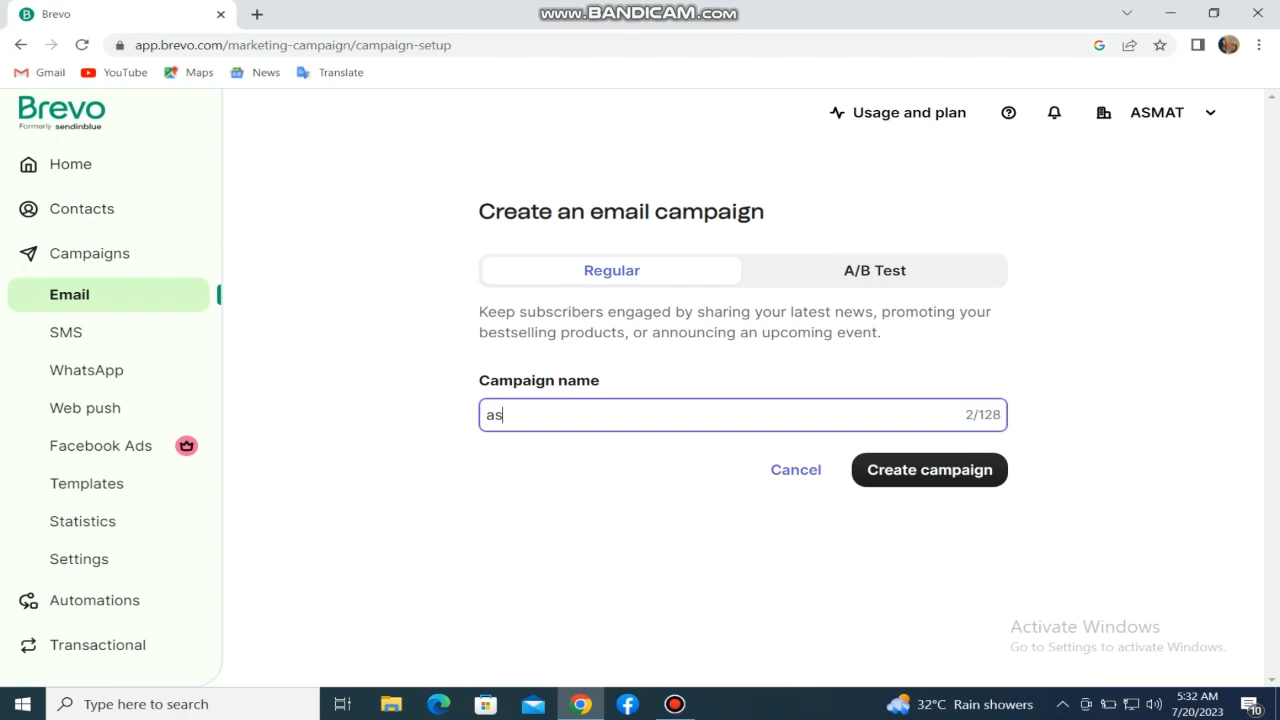 Brevo
www.BANDICAM.com
app.brevo.com/marketing-campaign/campaign-setup
Gmail
YouTube
Maps
News
Translate
Brevo
Formerly sendinblue
Usage and plan
ASMAT
Home
Contacts
Campaigns
Email
SMS
WhatsApp
Web push
Facebook Ads
Templates
Statistics
Settings
Automations
Transactional
Create an email campaign
Regular
A/B Test
Keep subscribers engaged by sharing your latest news, promoting your
bestselling products, or announcing an upcoming event.
Campaign name
as
2/128
Cancel
Create campaign
Activate Windows
Go to Settings to activate Windows.
Type here to search
32°C Rain showers
5:32 AM
7/20/2023
10